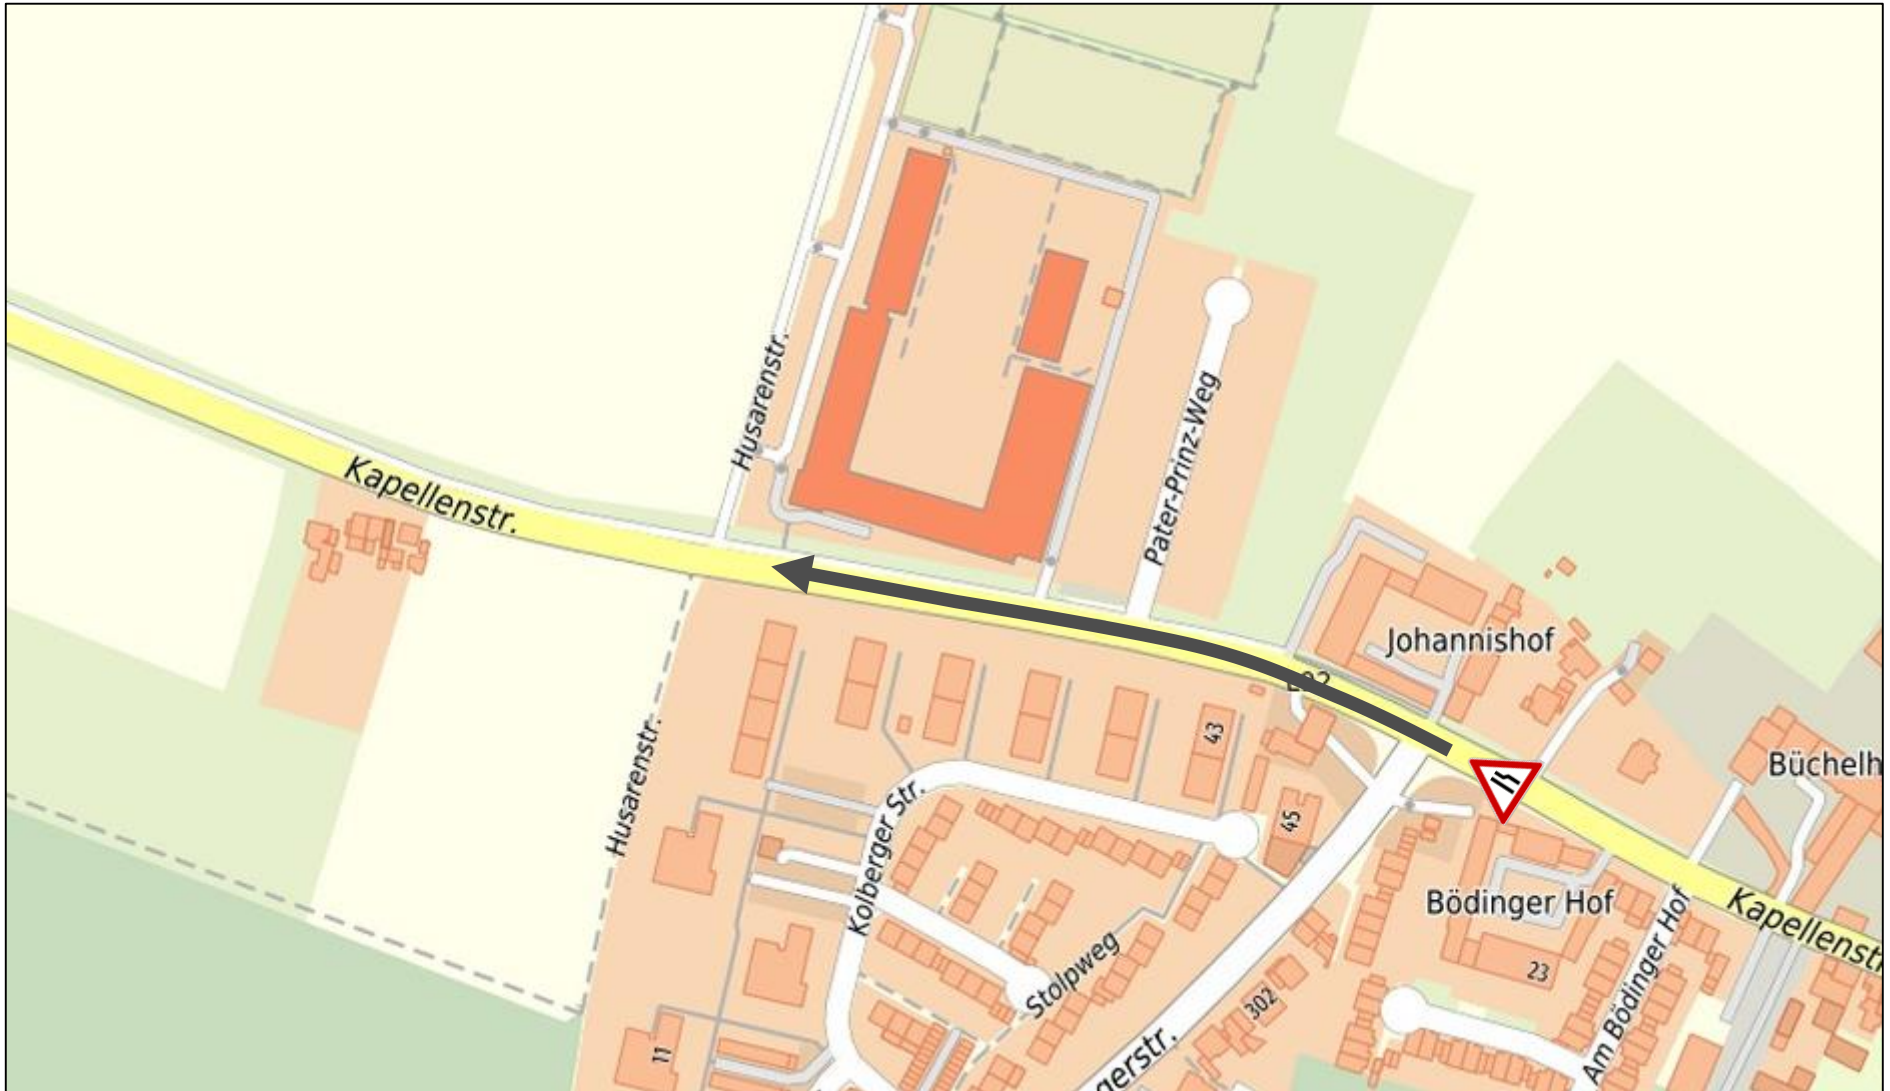 Husarenstr.
Pater-Prinz-Weg
Kapellenstr.
Johannishof
Husarenstr.
43
Büchelh
Kolberger Str.
45
Bödinger Hof
Kapellenstr
Stolpweg
23
302
Am Bödinger Hof
11
gerstr.